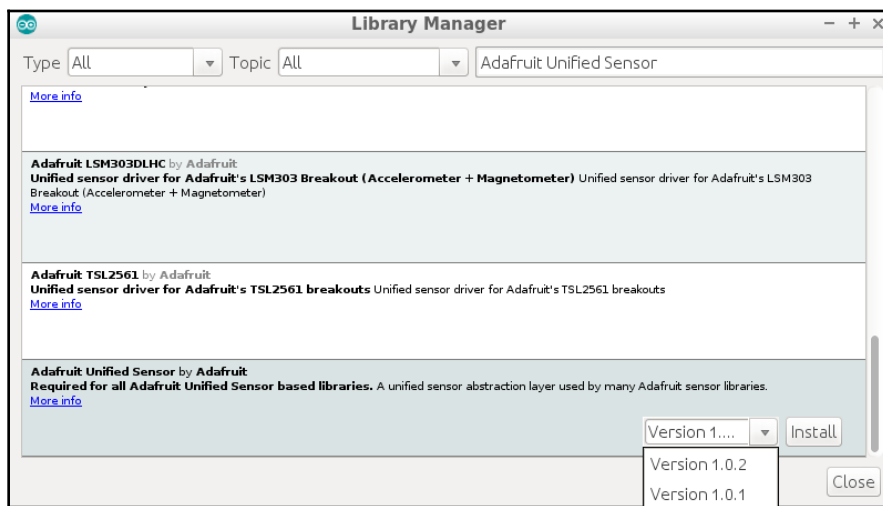 Library Manager
Type All Topic All Adafruit Unified Sensor
More info
Adafruit LSM303DLHC by Adafruit
Unified sensor driver for Adafruit's LSM303 Breakout (Accelerometer + Magnetometer) Unified sensor driver for Adafruit's LSM303
Breakout (Accelerometer + Magnetometer)
More info
Adafruit TSL2561 by Adafruit
Unified sensor driver for Adafruit's TSL2561 breakouts Unified sensor driver for Adafruit's TSL2561 breakouts
More info
Adafruit Unified Sensor by Adafruit
Required for all Adafruit Unified Sensor based libraries. A unified sensor abstraction layer used by many Adafruit sensor libraries.
More info
Version 1.... Install
Version 1.0.2
Version 1.0.1
Close